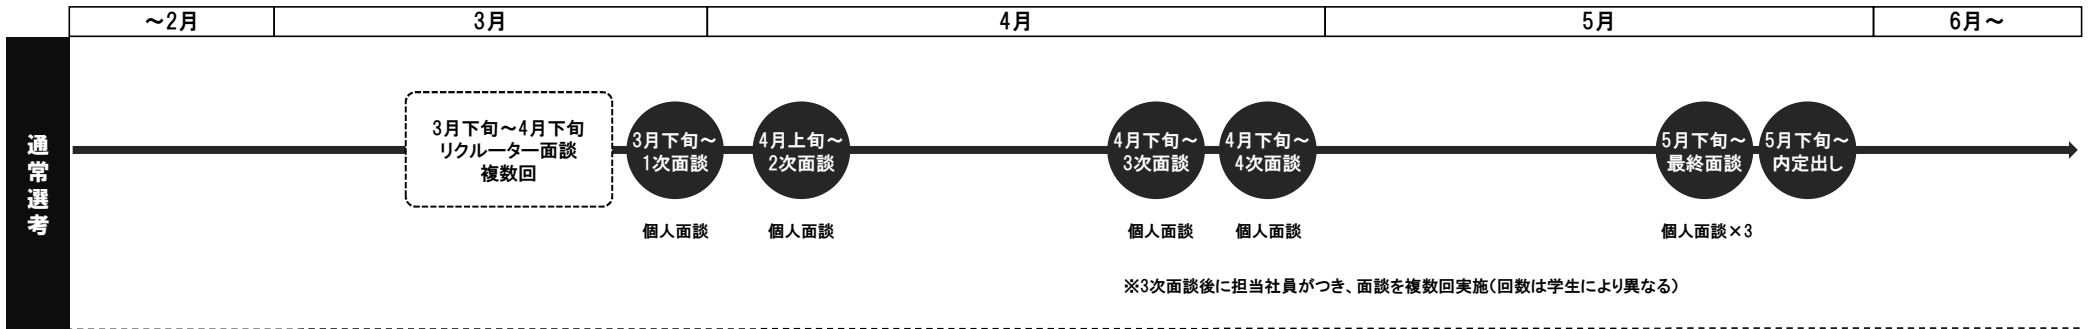 ～2月
3月
4月
5月
6月～
通常選考
3月下旬～4月下旬
リクルーター面談
複数回
3月下旬～
1次面談
4月上旬～
2次面談
4月下旬～
3次面談
4月下旬～
4次面談
5月下旬～
最終面談
5月下旬～
内定出し
個人面談
個人面談
個人面談
個人面談
個人面談×3
※3次面談後に担当社員がつき、面談を複数回実施(回数は学生により異なる)